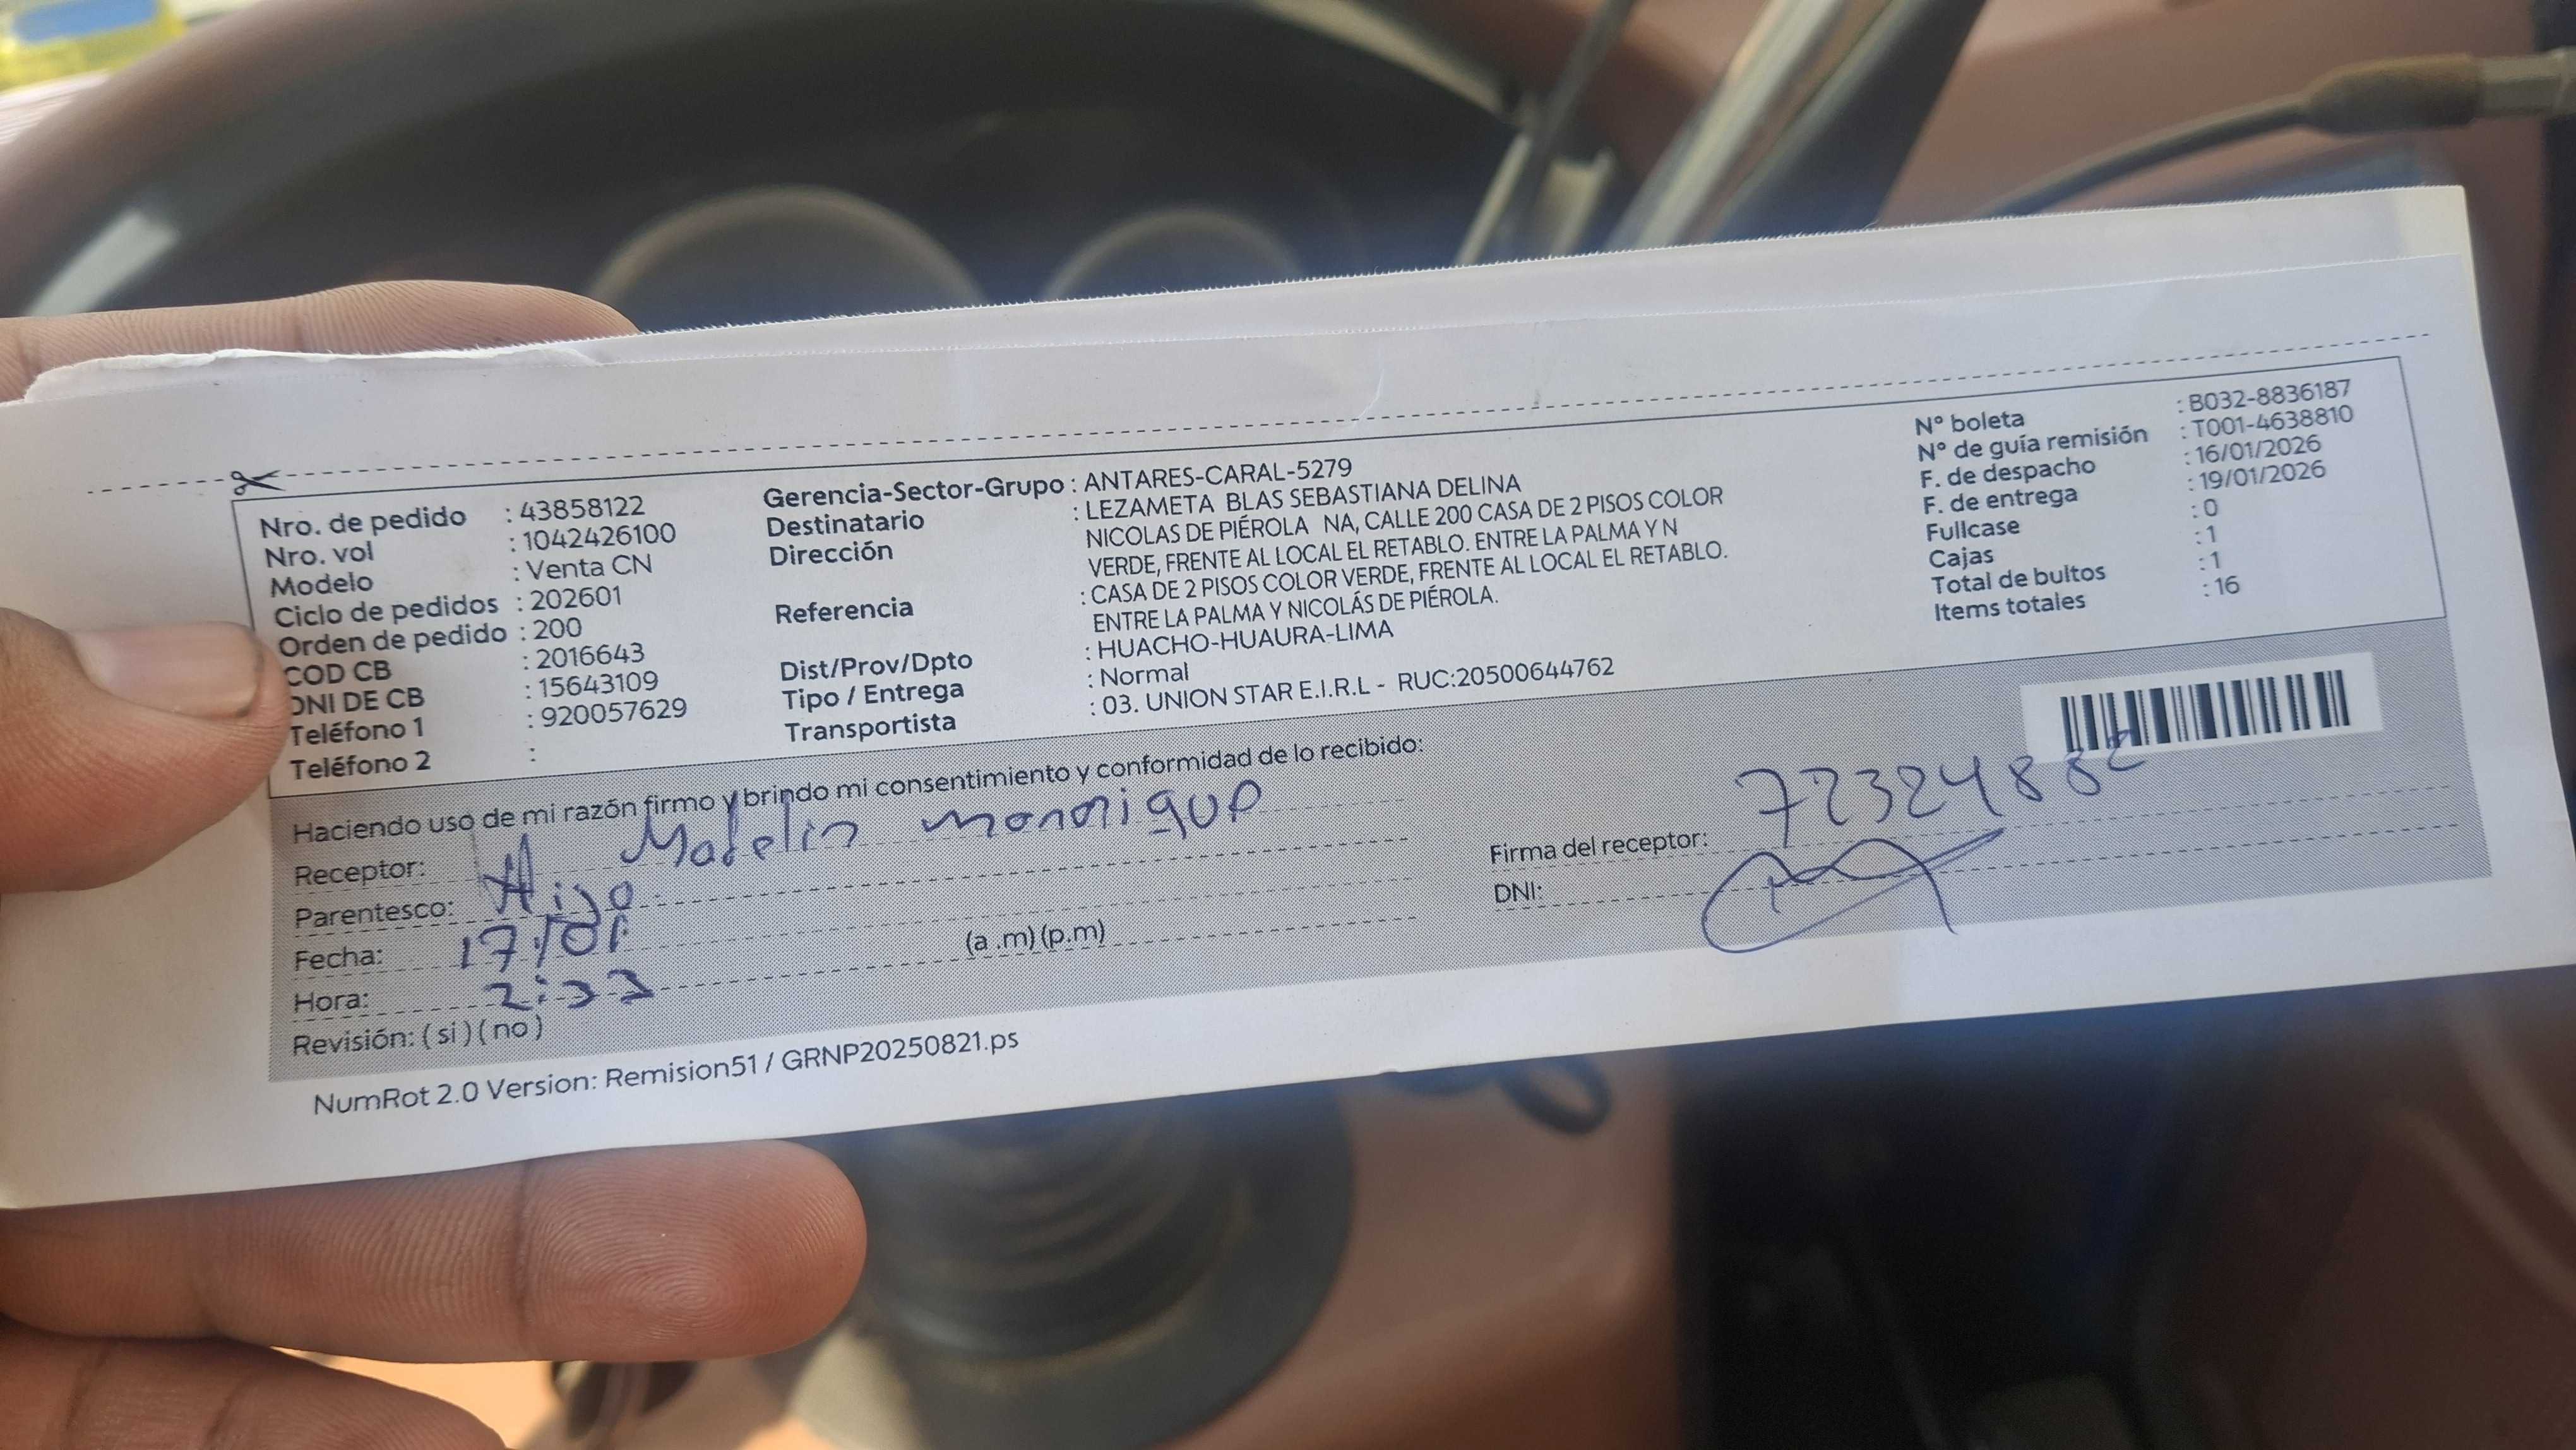 Nro. de pedido : 43858122
Nro. vol : 1042426100
Modelo : Venta CN
Ciclo de pedidos : 202601
Orden de pedido : 200
COD CB : 2016643
DNI DE CB : 15643109
Teléfono 1 : 920057629
Teléfono 2 :
Gerencia-Sector-Grupo : ANTARES-CARAL-5279
Destinatario : LEZAMETA BLAS SEBASTIANA DELINA
Dirección NICOLAS DE PIÉROLA NA, CALLE 200 CASA DE 2 PISOS COLOR
VERDE, FRENTE AL LOCAL EL RETABLO. ENTRE LA PALMA Y N
Referencia : CASA DE 2 PISOS COLOR VERDE, FRENTE AL LOCAL EL RETABLO.
ENTRE LA PALMA Y NICOLÁS DE PIÉROLA.
Dist/Prov/Dpto : HUACHO-HUAURA-LIMA
Tipo / Entrega : Normal
Transportista : 03. UNION STAR E.I.R.L - RUC:20500644762
N° boleta : B032-8836187
N° de guía remisión : T001-4638810
F. de despacho : 16/01/2026
F. de entrega : 19/01/2026
Fullcase : 0
Cajas : 1
Total de bultos : 1
Items totales : 16
Haciendo uso de mi razón firmo y brindo mi consentimiento y conformidad de lo recibido:
Receptor: Madelin
Parentesco: Hijo
Fecha: 17/01
Hora: 2:33 (a .m) (p.m)
Revisión: ( si ) ( no )
Firma del receptor:
DNI:
NumRot 2.0 Version: Remision51 / GRNP20250821.ps